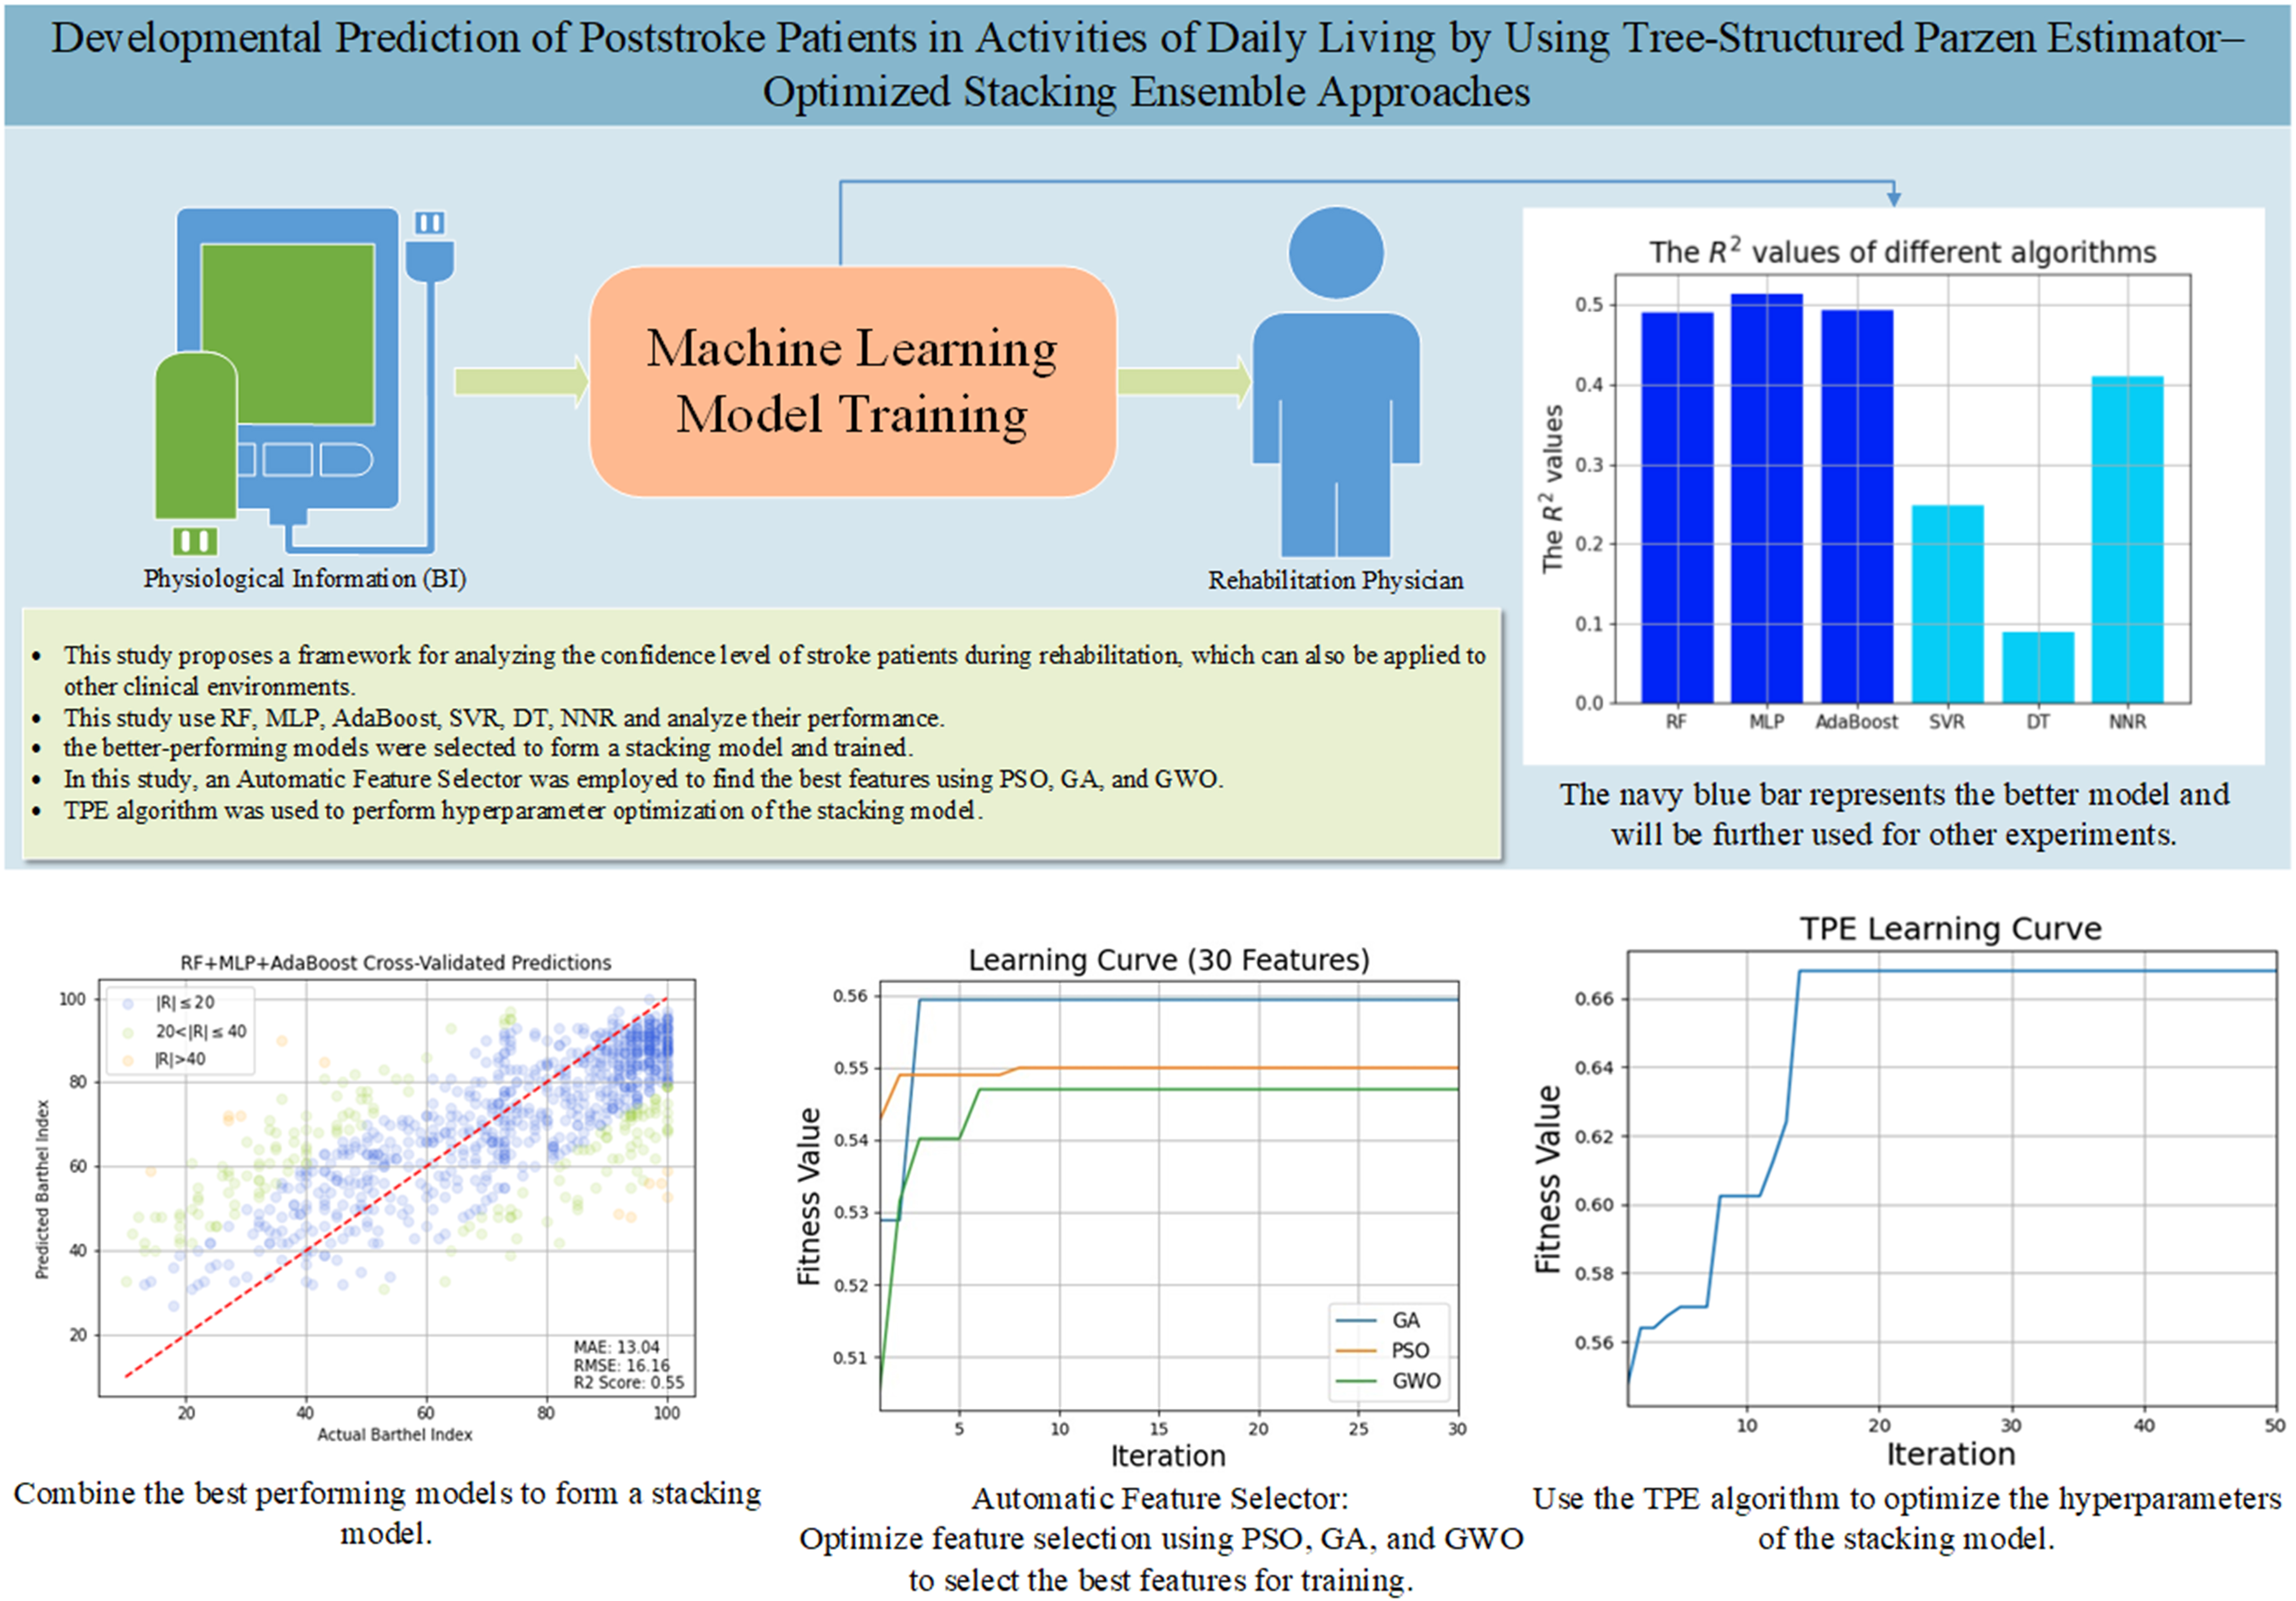 Developmental Prediction of Poststroke Patients in Activities of Daily Living by Using Tree-Structured Parzen Estimator–
Optimized Stacking Ensemble Approaches
Physiological Information (BI)
Machine Learning
Model Training
Rehabilitation Physician
The R² values of different algorithms
The R² values
0.5
0.4
0.3
0.2
0.1
0.0
RF
MLP
AdaBoost
SVR
DT
NNR
The navy blue bar represents the better model and
will be further used for other experiments.
• This study proposes a framework for analyzing the confidence level of stroke patients during rehabilitation, which can also be applied to
other clinical environments.
• This study use RF, MLP, AdaBoost, SVR, DT, NNR and analyze their performance.
• the better-performing models were selected to form a stacking model and trained.
• In this study, an Automatic Feature Selector was employed to find the best features using PSO, GA, and GWO.
• TPE algorithm was used to perform hyperparameter optimization of the stacking model.
RF+MLP+AdaBoost Cross-Validated Predictions
|R| ≤ 20
20<|R| ≤ 40
|R|>40
Predicted Barthel Index
100
80
60
40
20
MAE: 13.04
RMSE: 16.16
R2 Score: 0.55
20
40
60
80
100
Actual Barthel Index
Combine the best performing models to form a stacking
model.
Learning Curve (30 Features)
Fitness Value
0.56
0.55
0.54
0.53
0.52
0.51
GA
PSO
GWO
5
10
15
20
25
30
Iteration
Automatic Feature Selector:
Optimize feature selection using PSO, GA, and GWO
to select the best features for training.
TPE Learning Curve
Fitness Value
0.66
0.64
0.62
0.60
0.58
0.56
10
20
30
40
50
Iteration
Use the TPE algorithm to optimize the hyperparameters
of the stacking model.